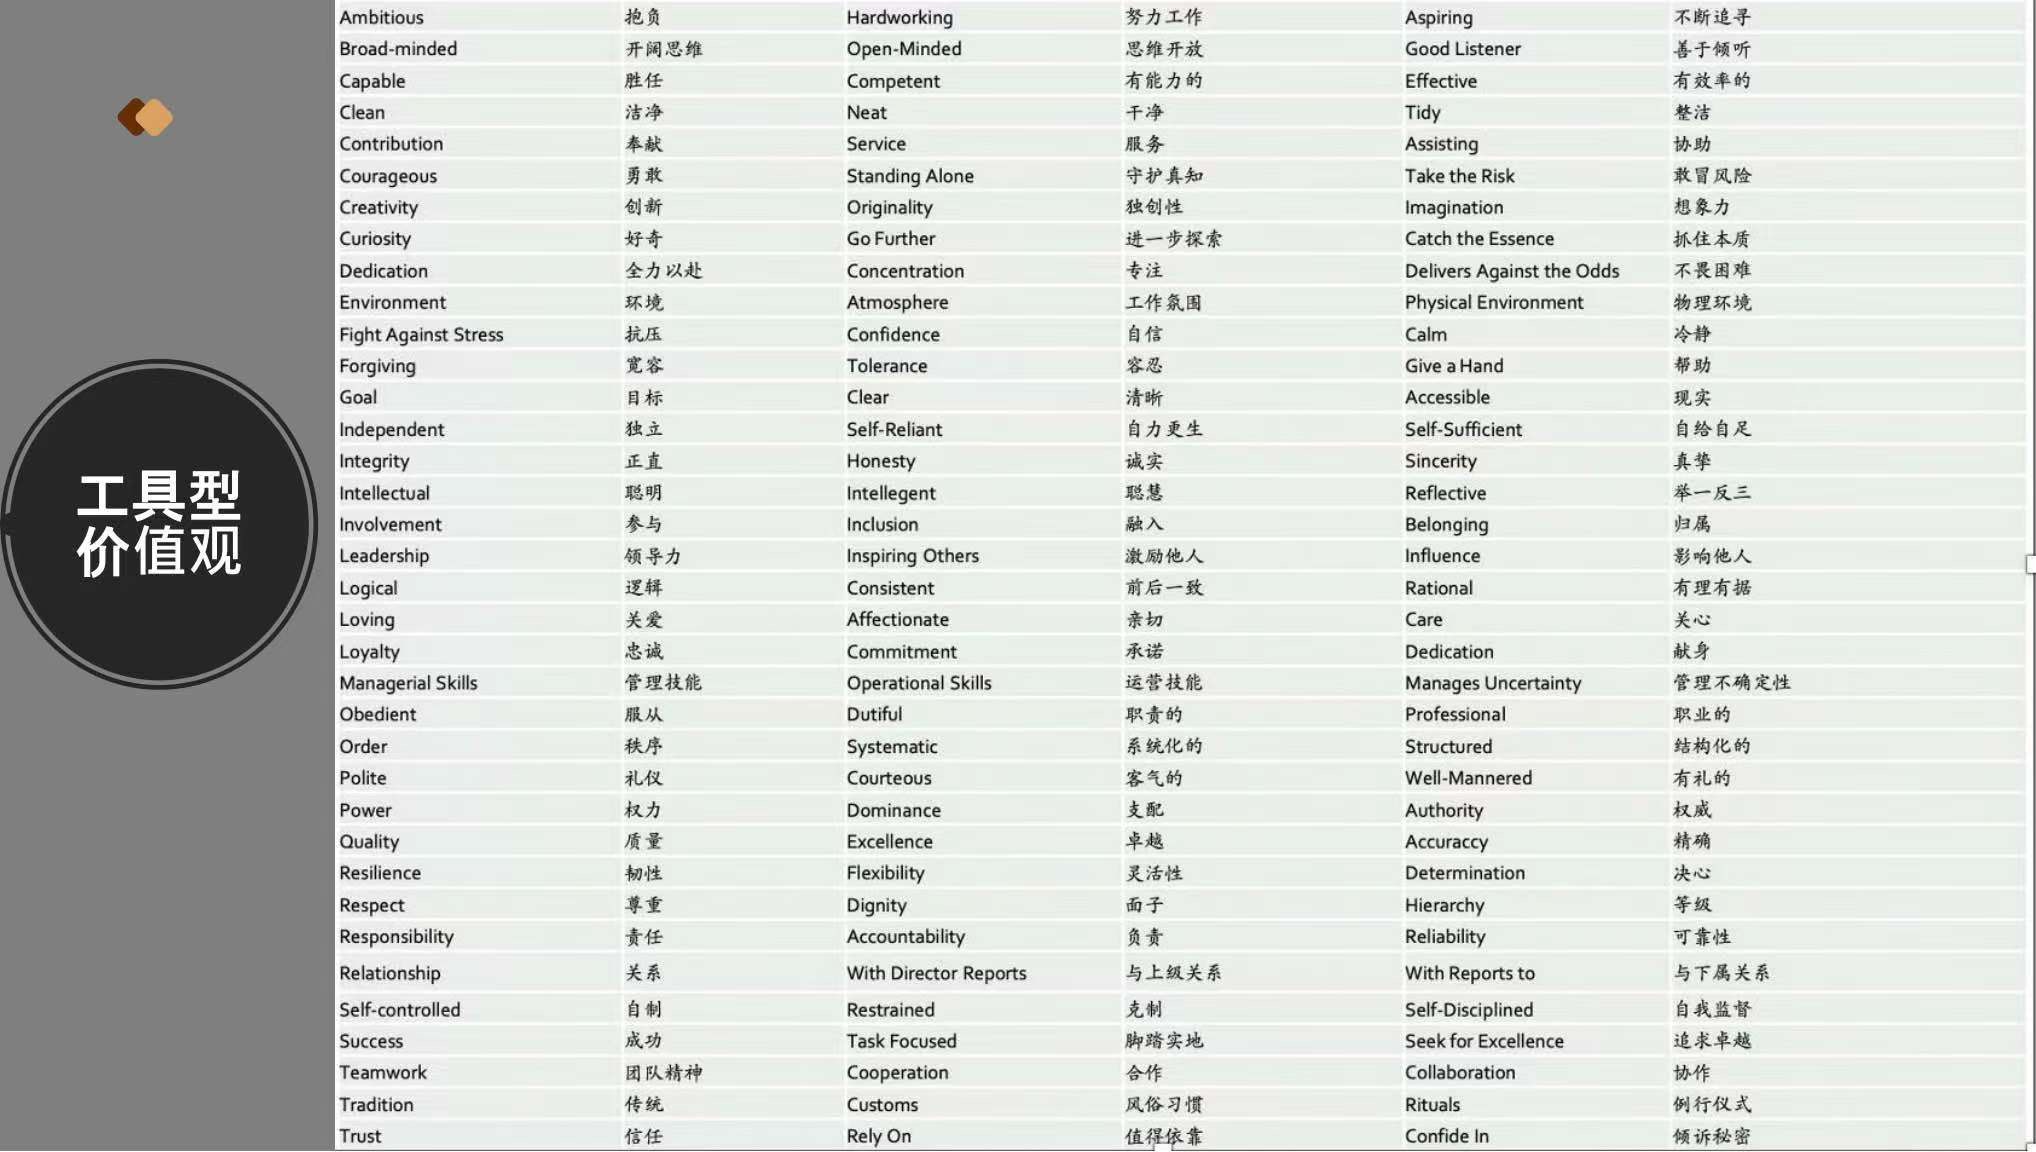 工具型
价值观
Ambitious 抱负 Hardworking 努力工作 Aspiring 不断追寻
Broad-minded 开阔思维 Open-Minded 思维开放 Good Listener 善于倾听
Capable 胜任 Competent 有能力的 Effective 有效率的
Clean 洁净 Neat 干净 Tidy 整洁
Contribution 奉献 Service 服务 Assisting 协助
Courageous 勇敢 Standing Alone 守护真知 Take the Risk 敢冒风险
Creativity 创新 Originality 独创性 Imagination 想象力
Curiosity 好奇 Go Further 进一步探索 Catch the Essence 抓住本质
Dedication 全力以赴 Concentration 专注 Delivers Against the Odds 不畏困难
Environment 环境 Atmosphere 工作氛围 Physical Environment 物理环境
Fight Against Stress 抗压 Confidence 自信 Calm 冷静
Forgiving 宽容 Tolerance 容忍 Give a Hand 帮助
Goal 目标 Clear 清晰 Accessible 现实
Independent 独立 Self-Reliant 自力更生 Self-Sufficient 自给自足
Integrity 正直 Honesty 诚实 Sincerity 真挚
Intellectual 聪明 Intellegent 聪慧 Reflective 举一反三
Involvement 参与 Inclusion 融入 Belonging 归属
Leadership 领导力 Inspiring Others 激励他人 Influence 影响他人
Logical 逻辑 Consistent 前后一致 Rational 有理有据
Loving 关爱 Affectionate 亲切 Care 关心
Loyalty 忠诚 Commitment 承诺 Dedication 献身
Managerial Skills 管理技能 Operational Skills 运营技能 Manages Uncertainty 管理不确定性
Obedient 服从 Dutiful 职责的 Professional 职业的
Order 秩序 Systematic 系统化的 Structured 结构化的
Polite 礼仪 Courteous 客气的 Well-Mannered 有礼的
Power 权力 Dominance 支配 Authority 权威
Quality 质量 Excellence 卓越 Accuraccy 精确
Resilience 韧性 Flexibility 灵活性 Determination 决心
Respect 尊重 Dignity 面子 Hierarchy 等级
Responsibility 责任 Accountability 负责 Reliability 可靠性
Relationship 关系 With Director Reports 与上级关系 With Reports to 与下属关系
Self-controlled 自制 Restrained 克制 Self-Disciplined 自我监督
Success 成功 Task Focused 脚踏实地 Seek for Excellence 追求卓越
Teamwork 团队精神 Cooperation 合作 Collaboration 协作
Tradition 传统 Customs 风俗习惯 Rituals 例行仪式
Trust 信任 Rely On 值得依靠 Confide In 倾诉秘密